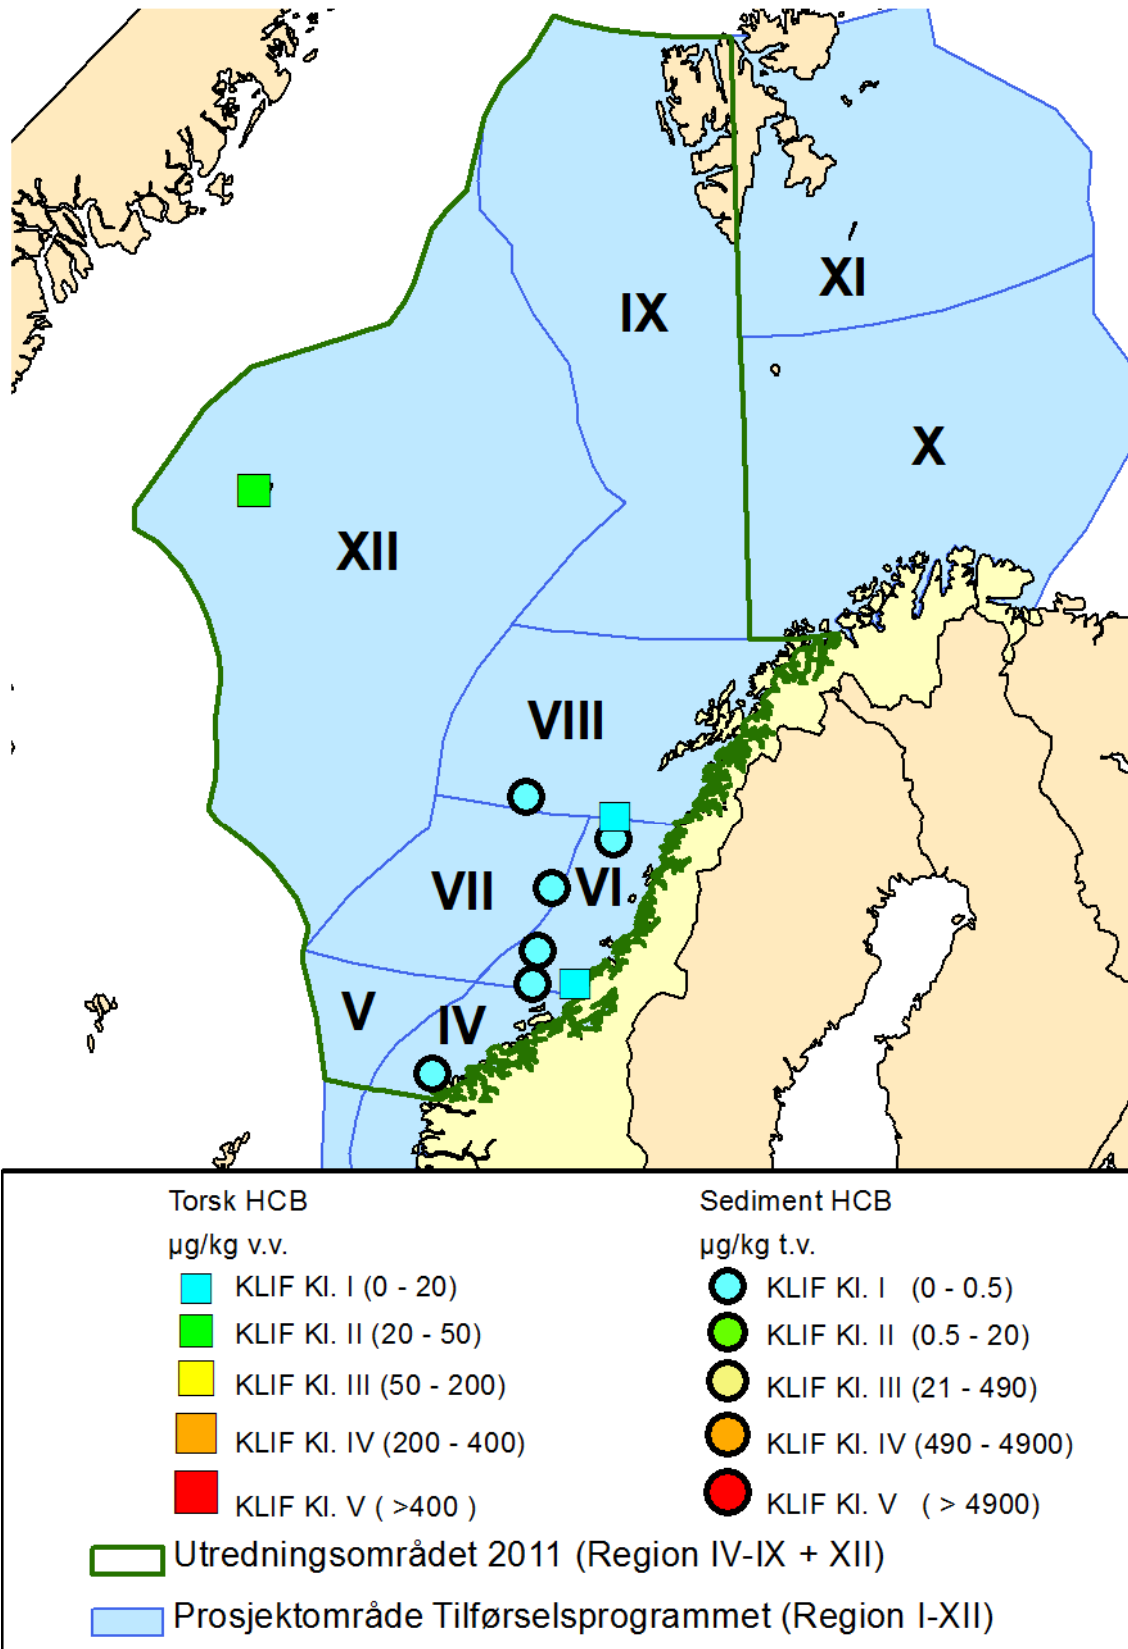 XI
IX
X
XII
VIII
VII
VI
V
IV
Torsk HCB
µg/kg v.v.
KLIF Kl. I (0 - 20)
KLIF Kl. II (20 - 50)
KLIF Kl. III (50 - 200)
KLIF Kl. IV (200 - 400)
KLIF Kl. V ( >400 )
Sediment HCB
µg/kg t.v.
KLIF Kl. I (0 - 0.5)
KLIF Kl. II (0.5 - 20)
KLIF Kl. III (21 - 490)
KLIF Kl. IV (490 - 4900)
KLIF Kl. V ( > 4900)
Utredningsområdet 2011 (Region IV-IX + XII)
Prosjektområde Tilførselsprogrammet (Region I-XII)